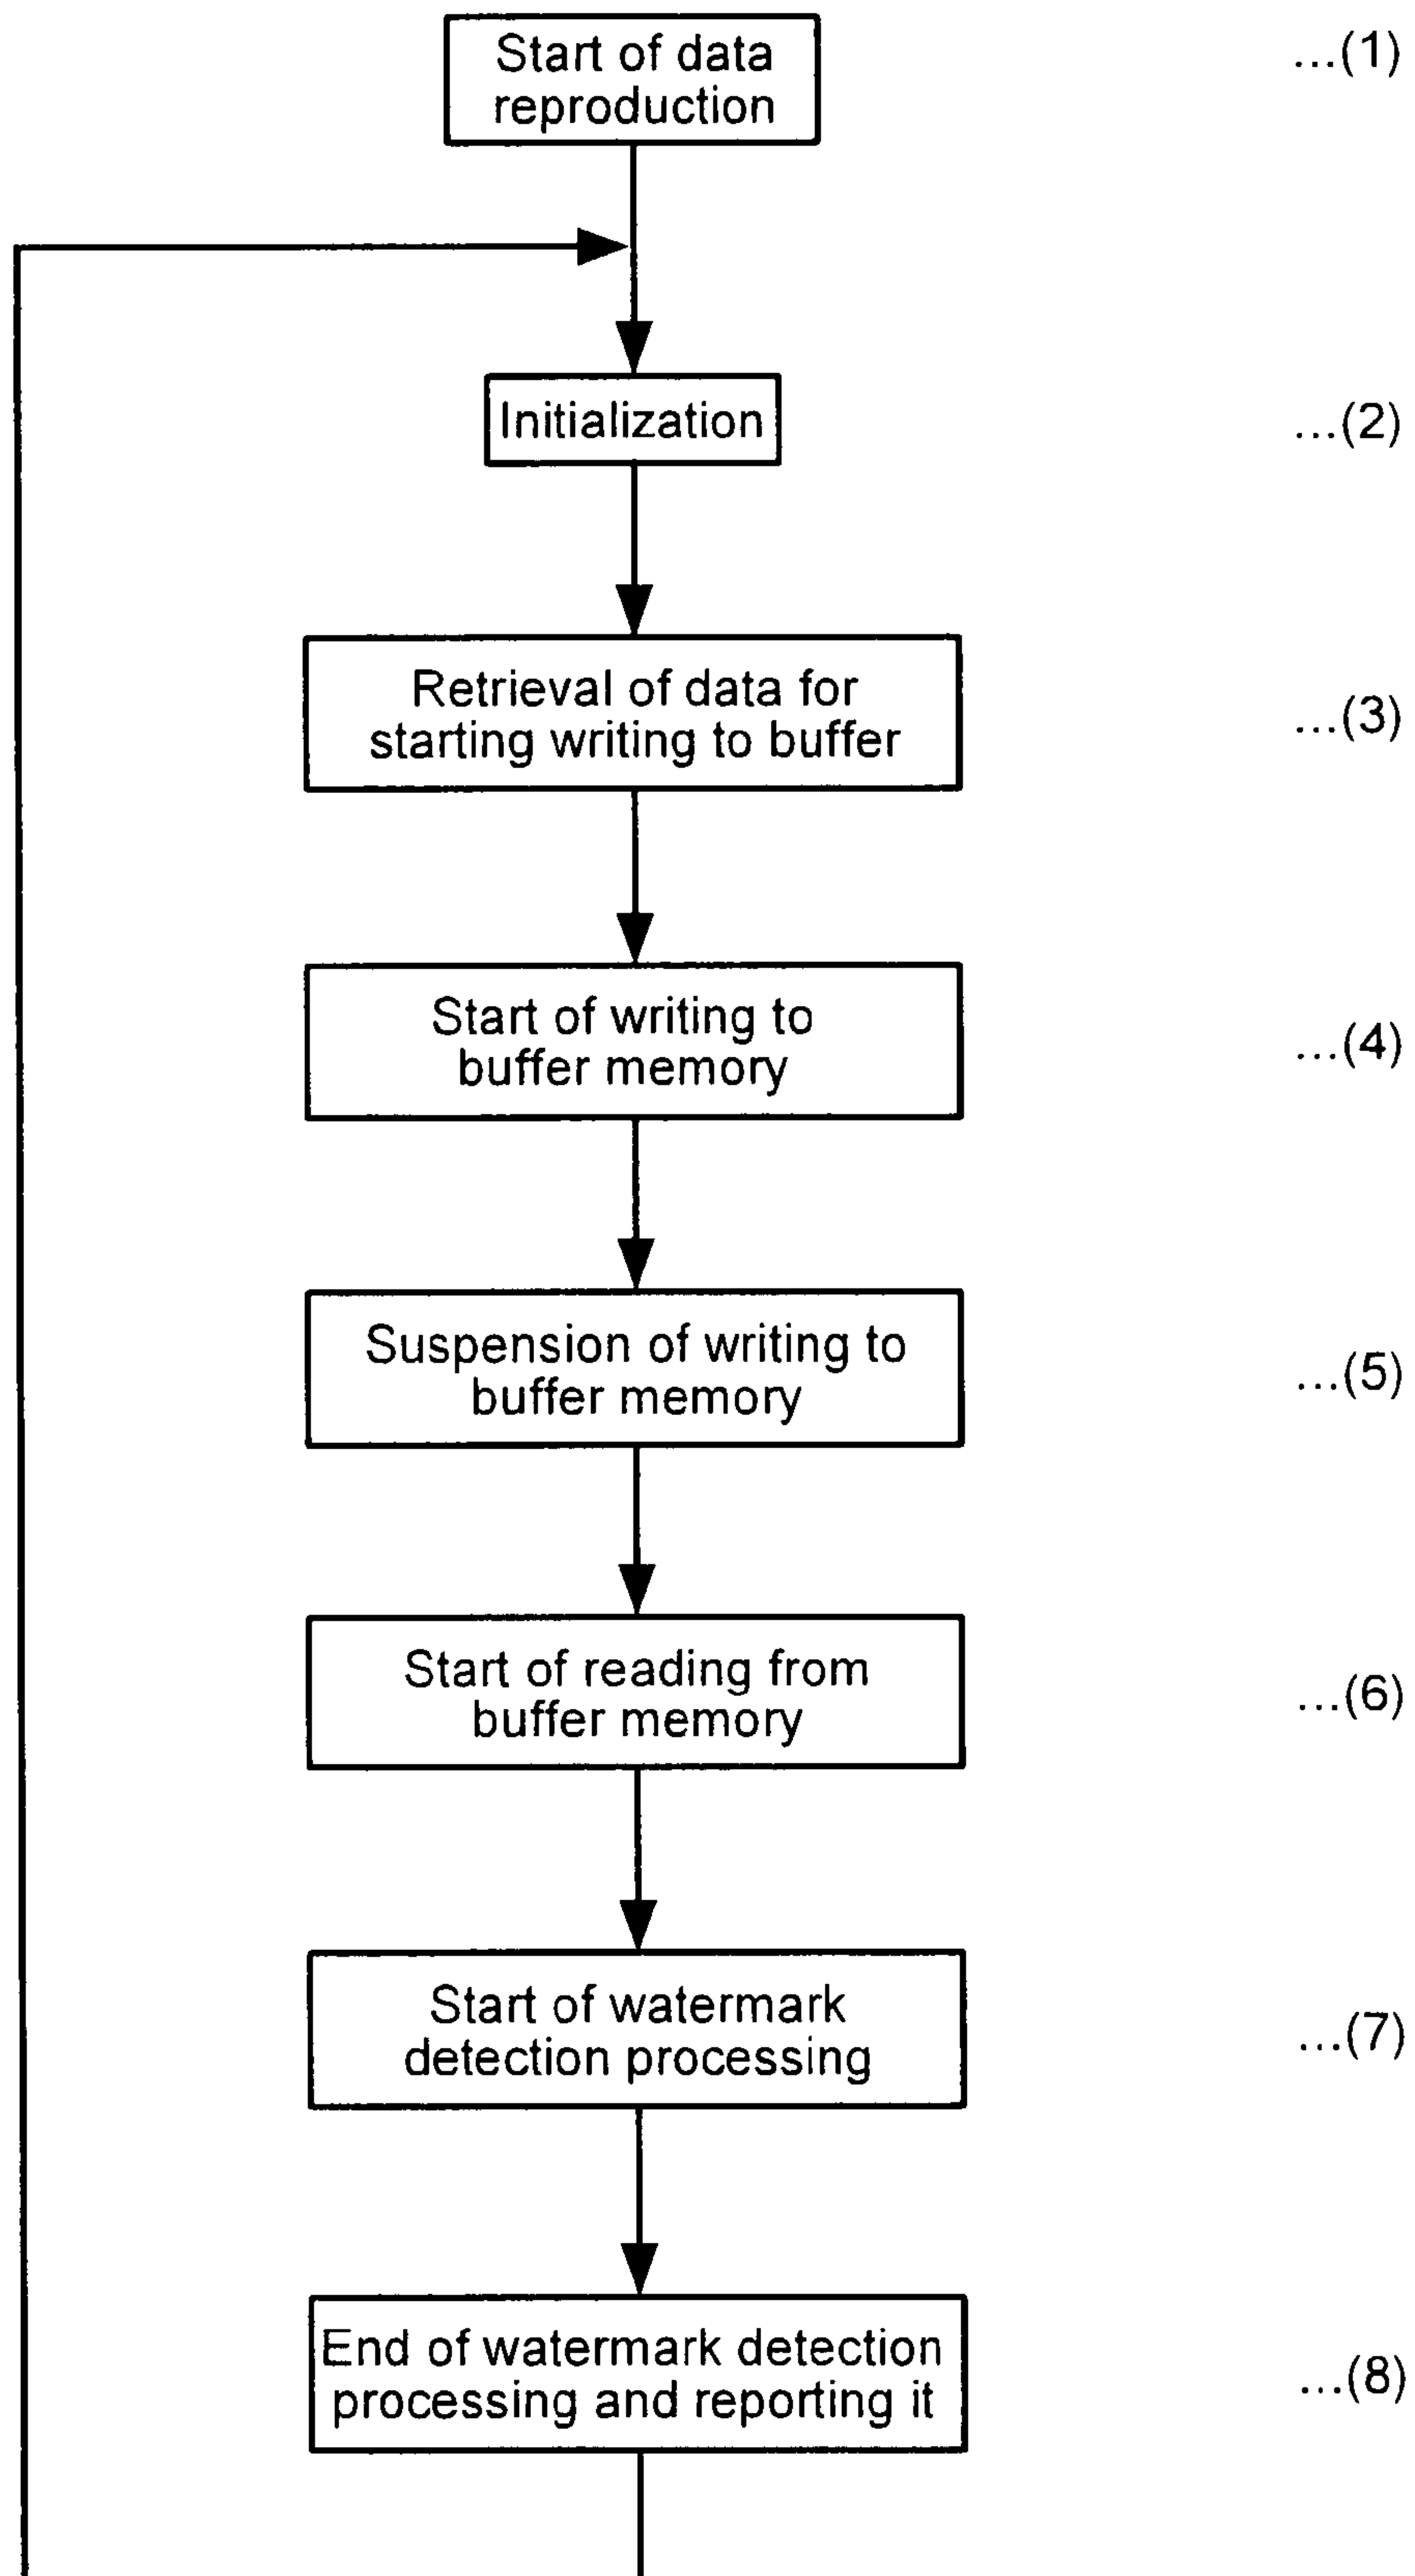 Start of data
reproduction
...(1)
Initialization
...(2)
Retrieval of data for
starting writing to buffer
...(3)
Start of writing to
buffer memory
...(4)
Suspension of writing to
buffer memory
...(5)
Start of reading from
buffer memory
...(6)
Start of watermark
detection processing
...(7)
End of watermark detection
processing and reporting it
...(8)